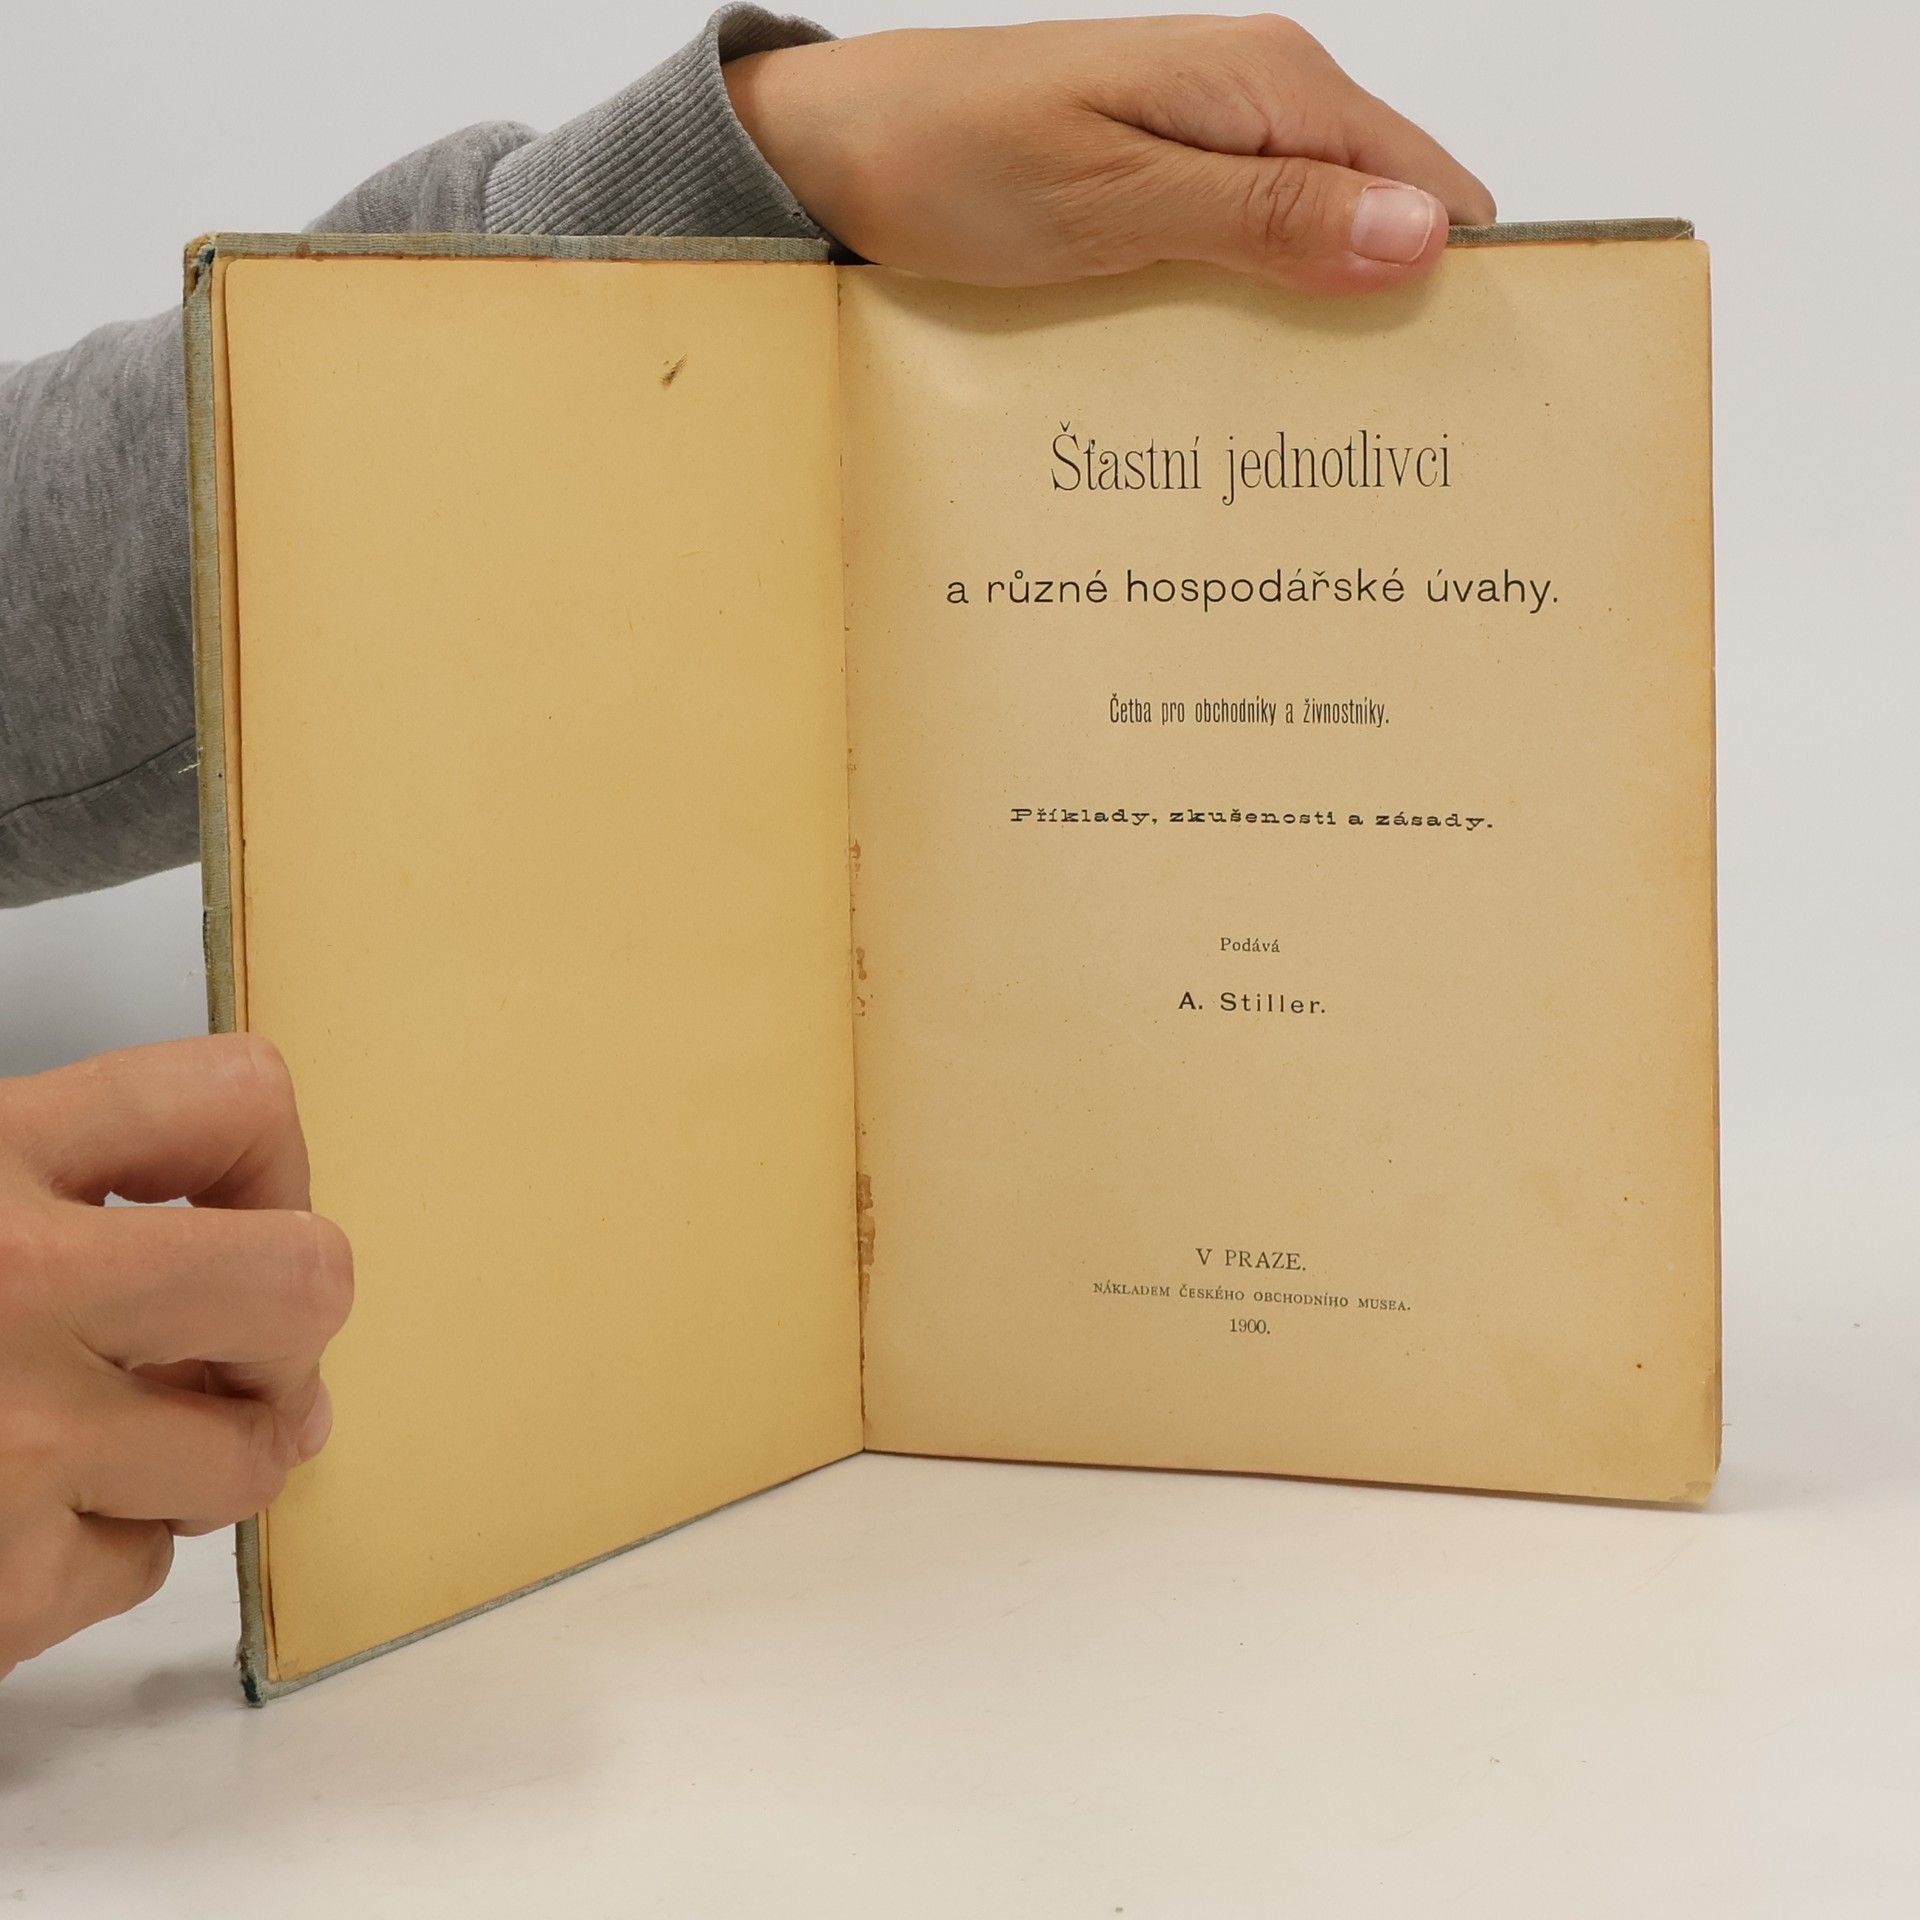 Šťastní jednotlivci
a různé hospodářské úvahy.
Četba pro obchodníky a živnostníky.
Příklady, zkušenosti a zásady.
Podává
A. Stiller.
V PRAZE.
NÁKLADEM ČESKÉHO OBCHODNÍHO MUSEA.
1900.